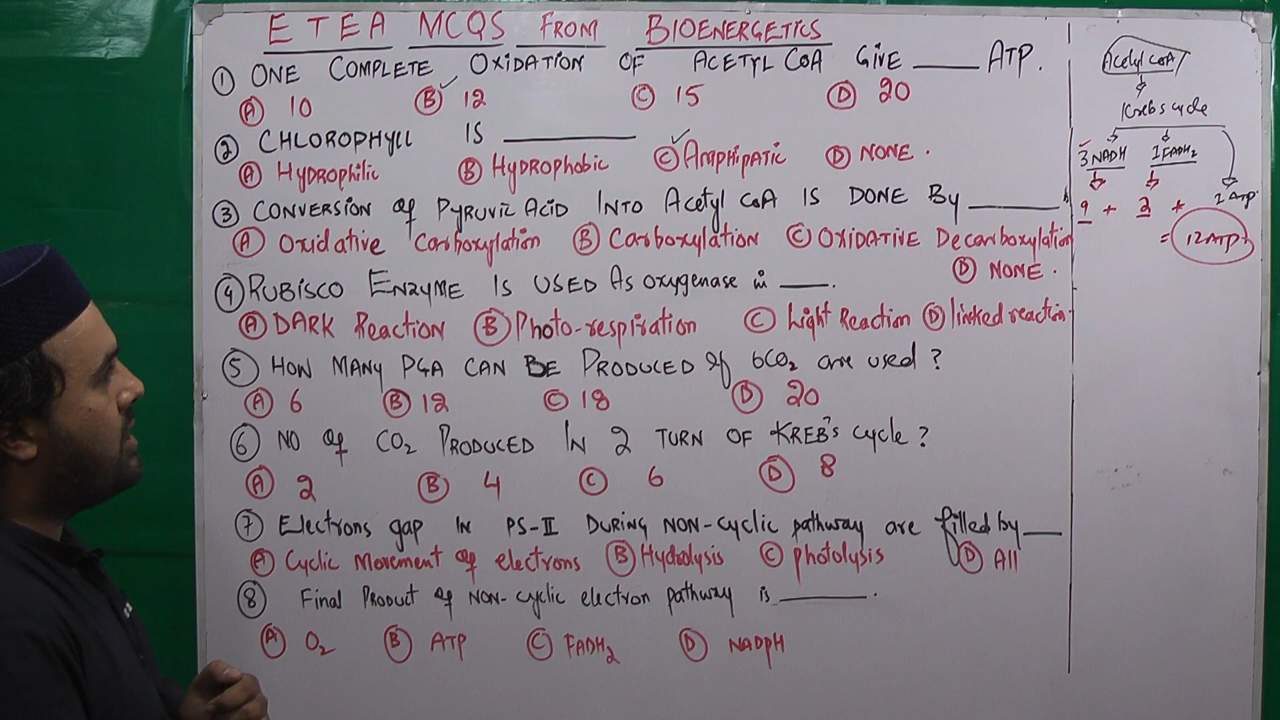 ETEA MCQS FROM BIOENERGETICS
① ONE COMPLETE OXIDATION OF ACETYL COA GIVE ____ ATP.
Ⓐ 10 Ⓑ ✓ 12 Ⓒ 15 Ⓓ 20
② CHLOROPHYLL IS ________
Ⓐ HYDROPHILIC Ⓑ HYDROPHOBIC Ⓒ ✓ AMPHIPATIC Ⓓ NONE.
③ CONVERSION of PYRUVIC ACID INTO Acetyl CoA IS DONE By ______
Ⓐ Oxidative Carboxylation Ⓑ Carboxylation Ⓒ OXIDATIVE Decarboxylation
Ⓓ NONE.
④ RUBISCO ENZYME IS USED AS oxygenase in ____.
Ⓐ DARK Reaction Ⓑ Photo-respiration Ⓒ light Reaction Ⓓ linked reaction
⑤ HOW MANY PGA CAN BE PRODUCED if 6CO2 are used?
Ⓐ 6 Ⓑ 12 Ⓒ 18 Ⓓ 20
⑥ NO of CO2 PRODUCED IN 2 TURN OF KREB'S cycle?
Ⓐ 2 Ⓑ 4 Ⓒ 6 Ⓓ 8
⑦ Electrons gap IN PS-II DURING NON-cyclic pathway are filled by ___
Ⓐ Cyclic Movement of electrons Ⓑ Hydrolysis Ⓒ photolysis Ⓓ All
⑧ Final Product of NON-cyclic electron pathway is ______.
Ⓐ O2 Ⓑ ATP Ⓒ FADH2 Ⓓ NADPH
Acetyl CoA
Krebs cycle
3NADH 1FADH2
1 ATP
9 + 2 +
= 12 ATP